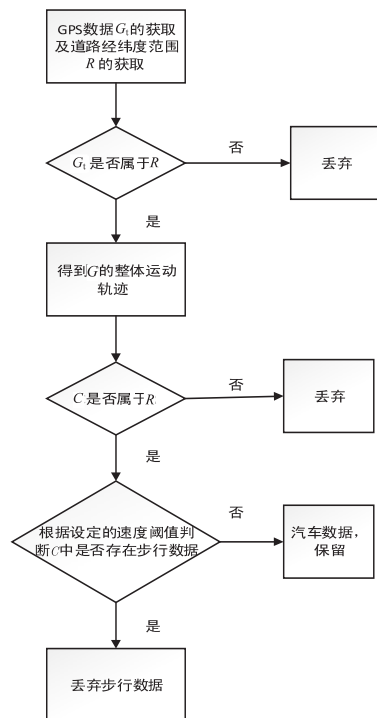 GPS数据Gt的获取
及道路经纬度范围
R 的获取
Gt 是否属于R
否
丢弃
是
得到G的整体运动
轨迹
C 是否属于R
否
丢弃
是
根据设定的速度阈值判
断C中是否存在步行数据
否
汽车数据，
保留
是
丢弃步行数据